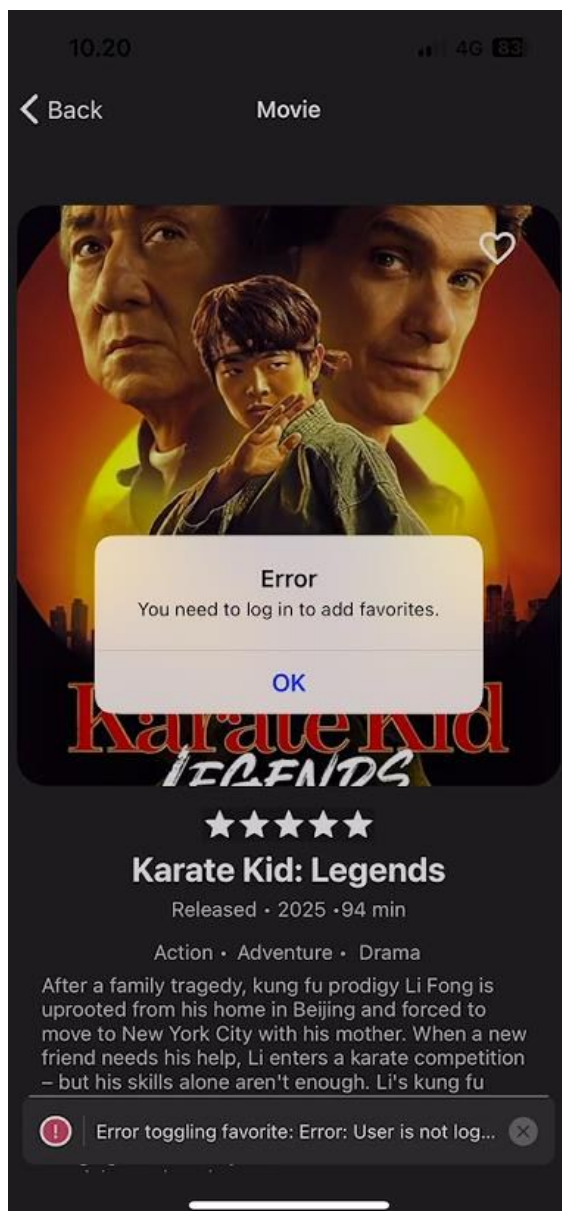 10.20
4G 83
Back
Movie
Error
You need to log in to add favorites.
OK
Karate Kid
LEGENDS
Karate Kid: Legends
Released • 2025 •94 min
Action • Adventure • Drama
After a family tragedy, kung fu prodigy Li Fong is
uprooted from his home in Beijing and forced to
move to New York City with his mother. When a new
friend needs his help, Li enters a karate competition
– but his skills alone aren't enough. Li's kung fu
! Error toggling favorite: Error: User is not log...